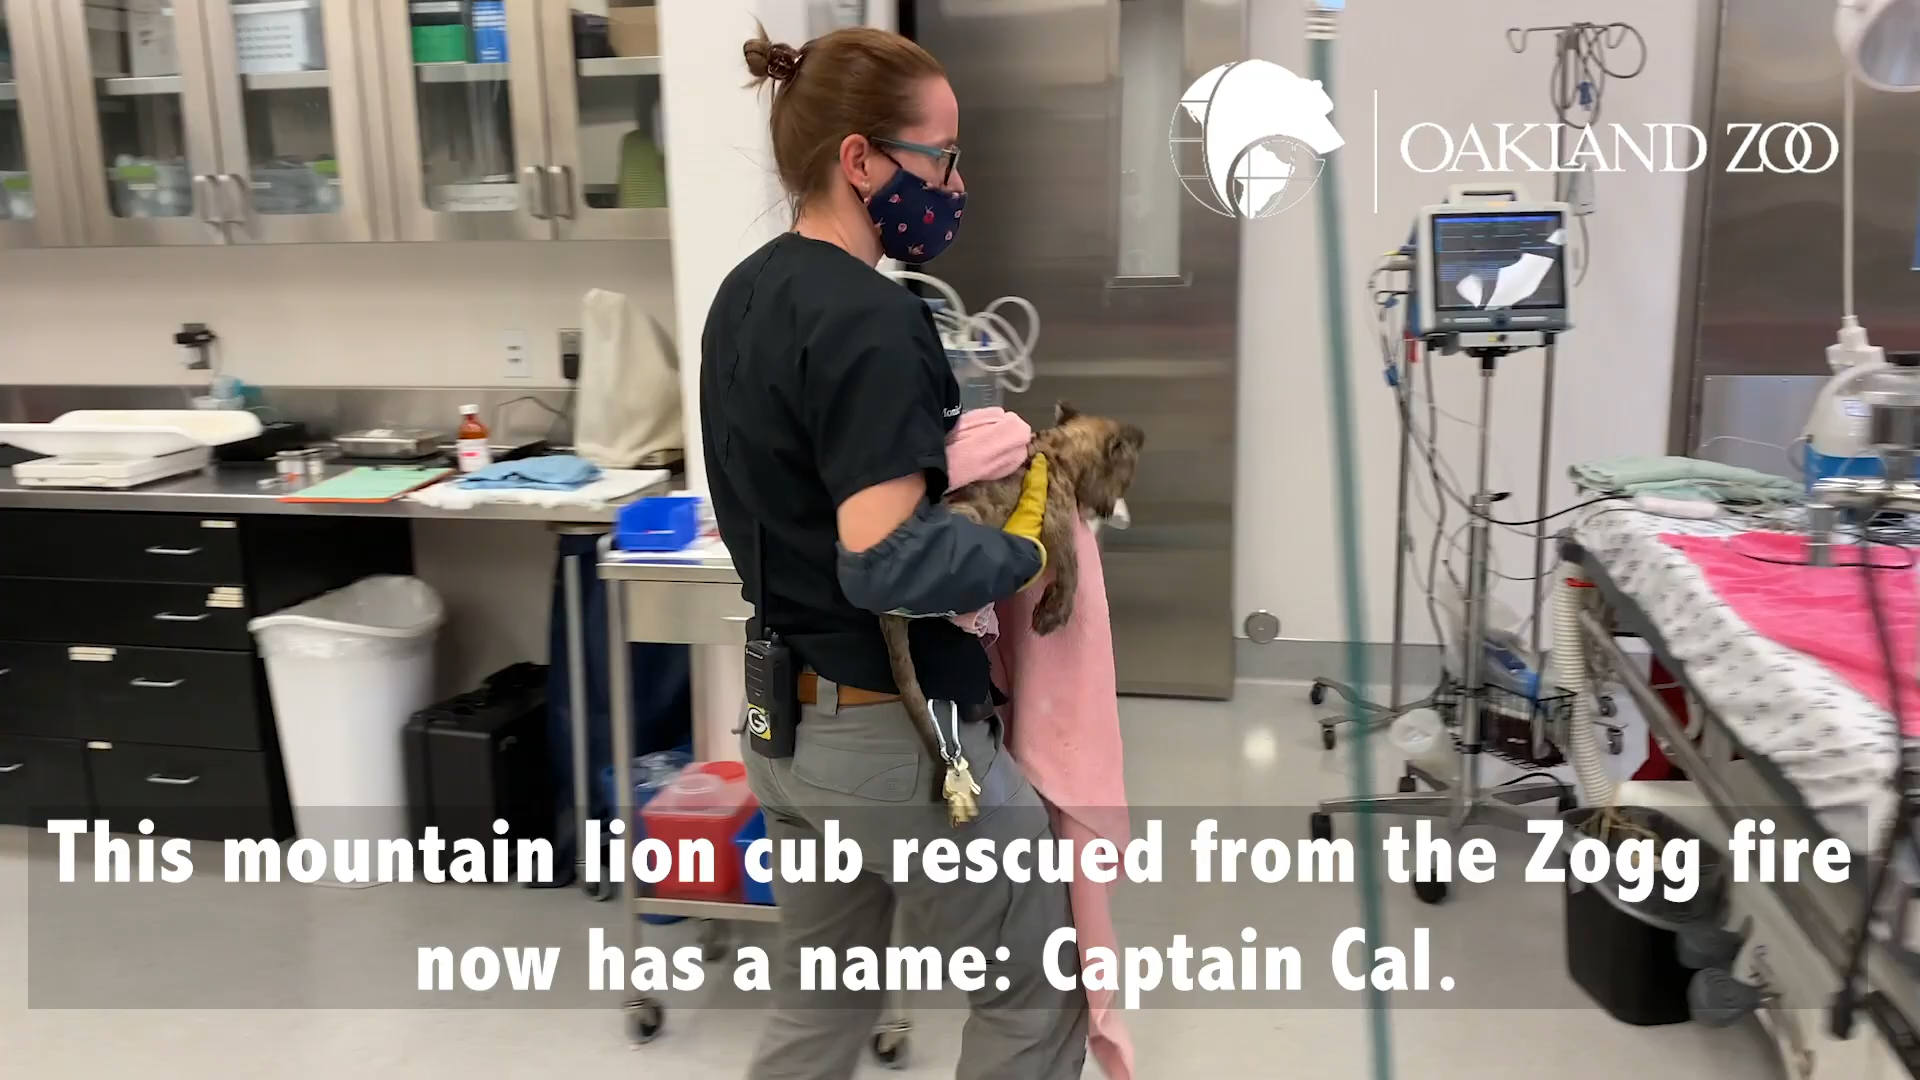 OAKLAND ZOO
This mountain lion cub rescued from the Zogg fire
now has a name: Captain Cal.
G